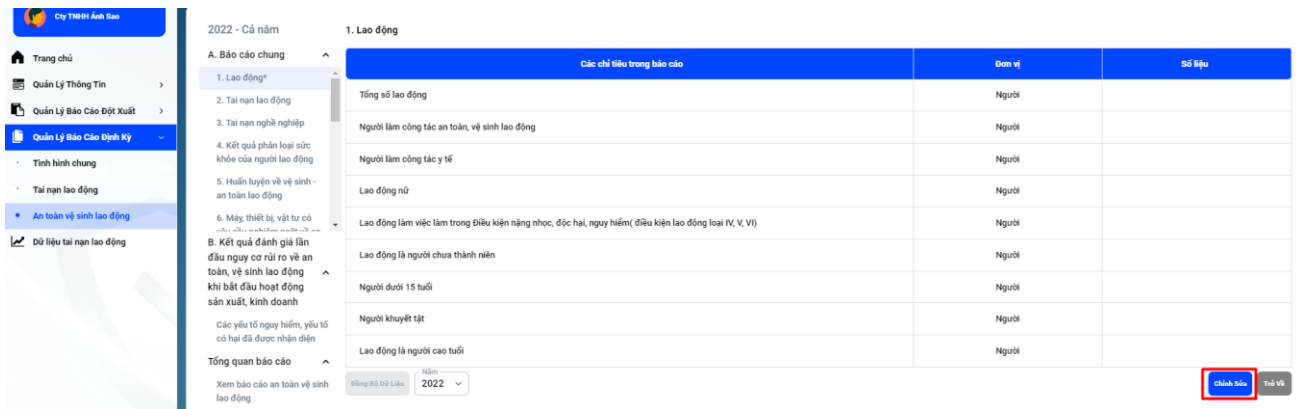 Cty TNHH Ánh Sao
Trang chủ
Quản Lý Thông Tin
Quản Lý Báo Cáo Đột Xuất
Quản Lý Báo Cáo Định Kỳ
Tình hình chung
Tai nạn lao động
An toàn vệ sinh lao động
Dữ liệu tai nạn lao động
2022 - Cả năm
A. Báo cáo chung
1. Lao động*
2. Tai nạn lao động
3. Tai nạn nghề nghiệp
4. Kết quả phân loại sức
khỏe của người lao động
5. Huấn luyện về vệ sinh -
an toàn lao động
6. Máy, thiết bị, vật tư có
B. Kết quả đánh giá lần
đầu nguy cơ rủi ro về an
toàn, vệ sinh lao động
khi bắt đầu hoạt động
sản xuất, kinh doanh
Các yếu tố nguy hiểm, yếu tố
có hại đã được nhận diện
Tổng quan báo cáo
Xem báo cáo an toàn vệ sinh
lao động
1. Lao động
Các chỉ tiêu trong báo cáo Đơn vị Số liệu
Tổng số lao động Người
Người làm công tác an toàn, vệ sinh lao động Người
Người làm công tác y tế Người
Lao động nữ Người
Lao động làm việc làm trong Điều kiện nặng nhọc, độc hại, nguy hiểm( điều kiện lao động loại IV, V, VI) Người
Lao động là người chưa thành niên Người
Người dưới 15 tuổi Người
Người khuyết tật Người
Lao động là người cao tuổi Người
Đồng Bộ Dữ Liệu
Năm
2022
Chỉnh Sửa Trở Về